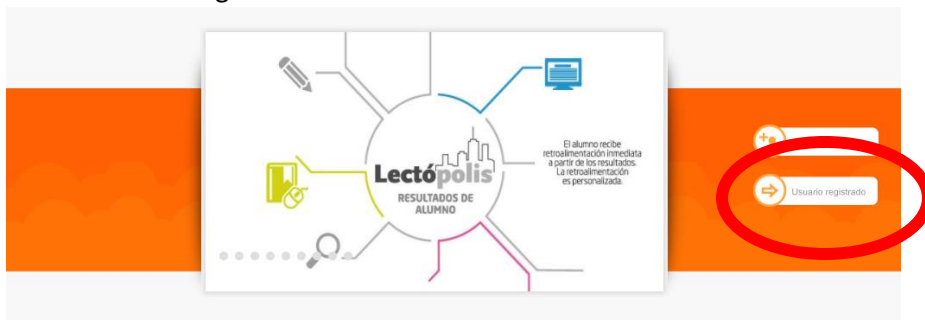 Lectópolis
RESULTADOS DE
ALUMNO
El alumno recibe
retroalimentación inmediata
a partir de los resultados.
La retroalimentación
es personalizada.
Usuario registrado